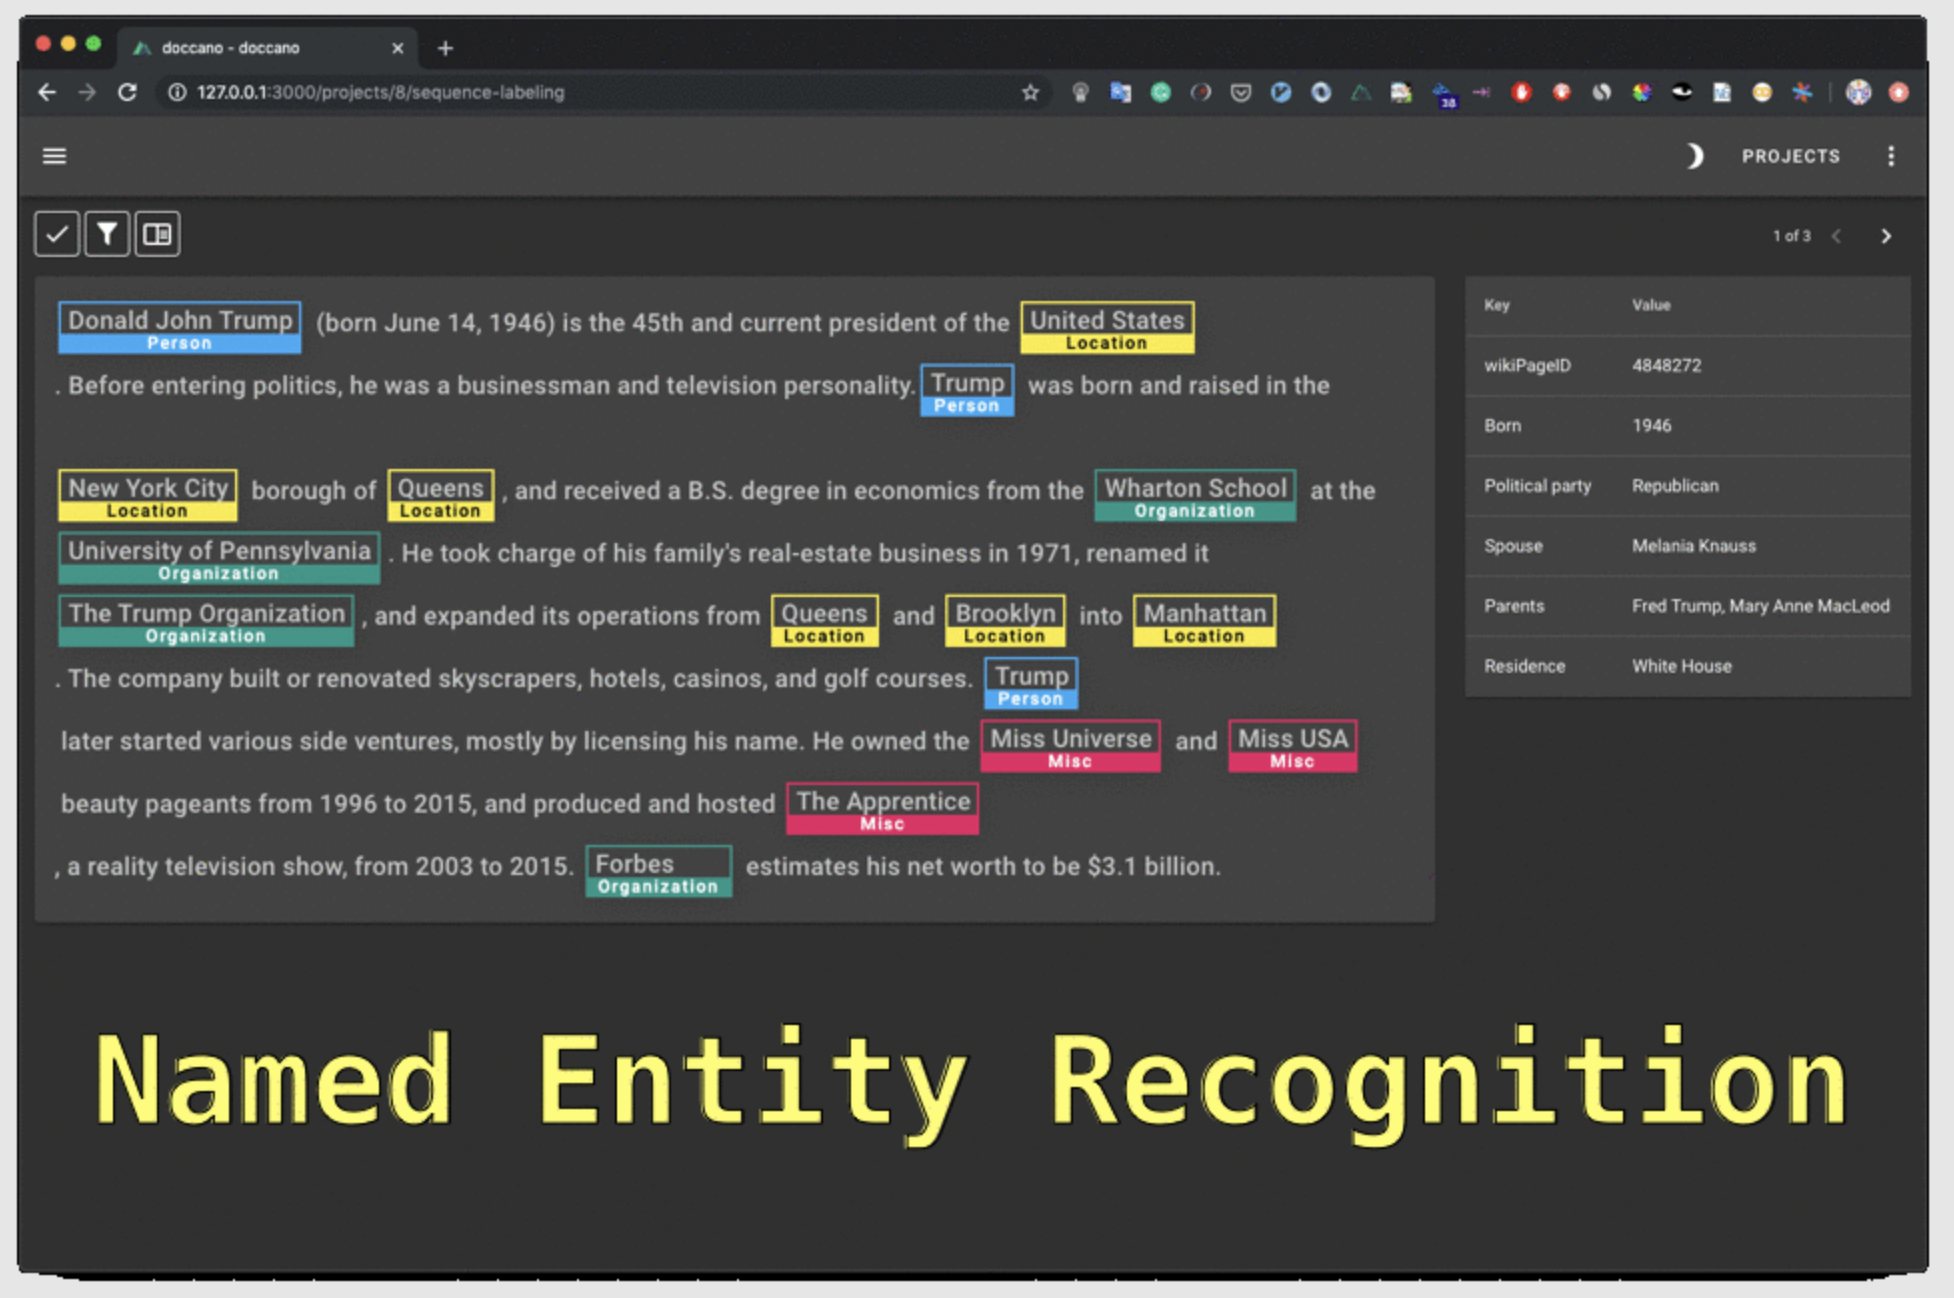 doccano - doccano
127.0.0.1:3000/projects/8/sequence-labeling
38
PROJECTS
1 of 3
Donald John Trump (born June 14, 1946) is the 45th and current president of the United States
Person Location
. Before entering politics, he was a businessman and television personality. Trump was born and raised in the
Person
New York City borough of Queens , and received a B.S. degree in economics from the Wharton School at the
Location Location Organization
University of Pennsylvania . He took charge of his family's real-estate business in 1971, renamed it
Organization
The Trump Organization , and expanded its operations from Queens and Brooklyn into Manhattan
Organization Location Location Location
. The company built or renovated skyscrapers, hotels, casinos, and golf courses. Trump
Person
later started various side ventures, mostly by licensing his name. He owned the Miss Universe and Miss USA
Misc Misc
beauty pageants from 1996 to 2015, and produced and hosted The Apprentice
Misc
, a reality television show, from 2003 to 2015. Forbes estimates his net worth to be $3.1 billion.
Organization
Key Value
wikiPageID 4848272
Born 1946
Political party Republican
Spouse Melania Knauss
Parents Fred Trump, Mary Anne MacLeod
Residence White House
Named Entity Recognition